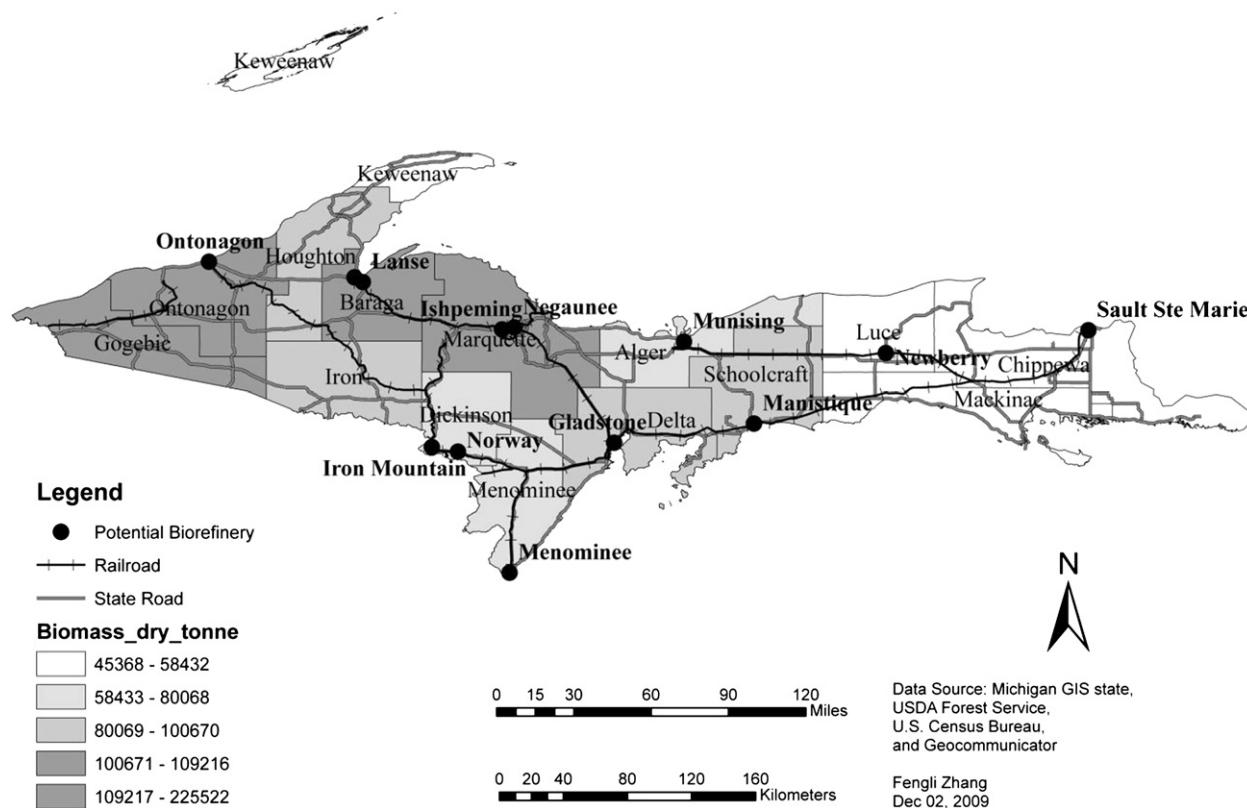 Keweenaw
Keweenaw
Ontonagon
Houghton
Lanse
Baraga
Ontonagon
Ishpeming
Negaunee
Sault Ste Marie
Gogebic
Marquette
Munising
Luce
Alger
Newberry
Chippewa
Iron
Schoolcraft
Mackinac
Dickinson
Gladstone
Delta
Manistique
Norway
Iron Mountain
Menominee
Menominee
Legend
Potential Biorefinery
Railroad
State Road
Biomass_dry_tonne
45368 - 58432
58433 - 80068
80069 - 100670
100671 - 109216
109217 - 225522
N
0 15 30 60 90 120
Miles
0 20 40 80 120 160
Kilometers
Data Source: Michigan GIS state,
USDA Forest Service,
U.S. Census Bureau,
and Geocommunicator
Fengli Zhang
Dec 02, 2009